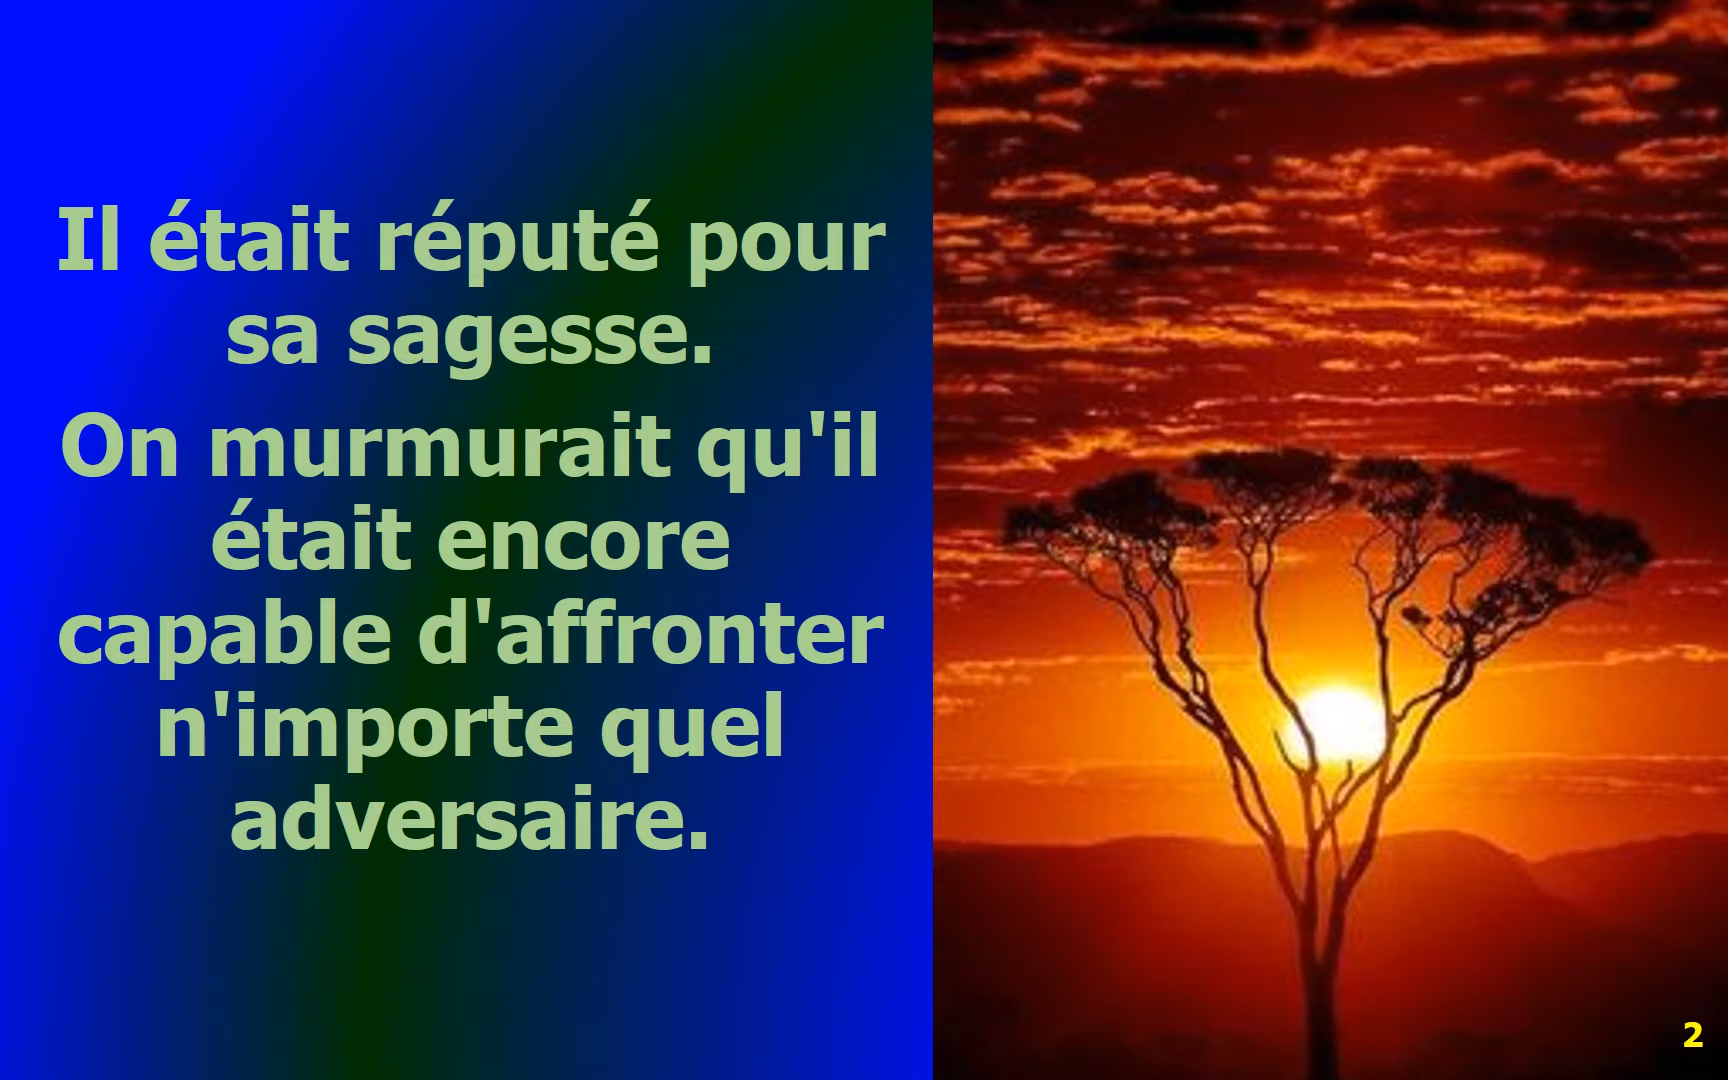 Il était réputé pour
sa sagesse.
On murmurait qu'il
était encore
capable d'affronter
n'importe quel
adversaire.
2